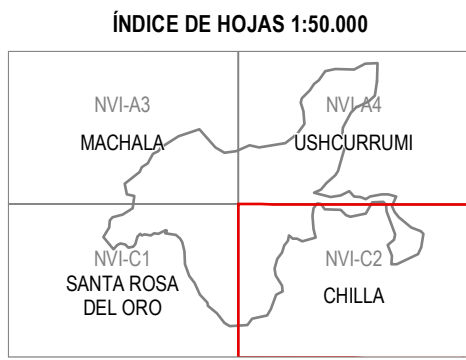 ÍNDICE DE HOJAS 1:50.000
NVI-A3
MACHALA
NVI-A4
USHCURRUMI
NVI-C1
SANTA ROSA
DEL ORO
NVI-C2
CHILLA